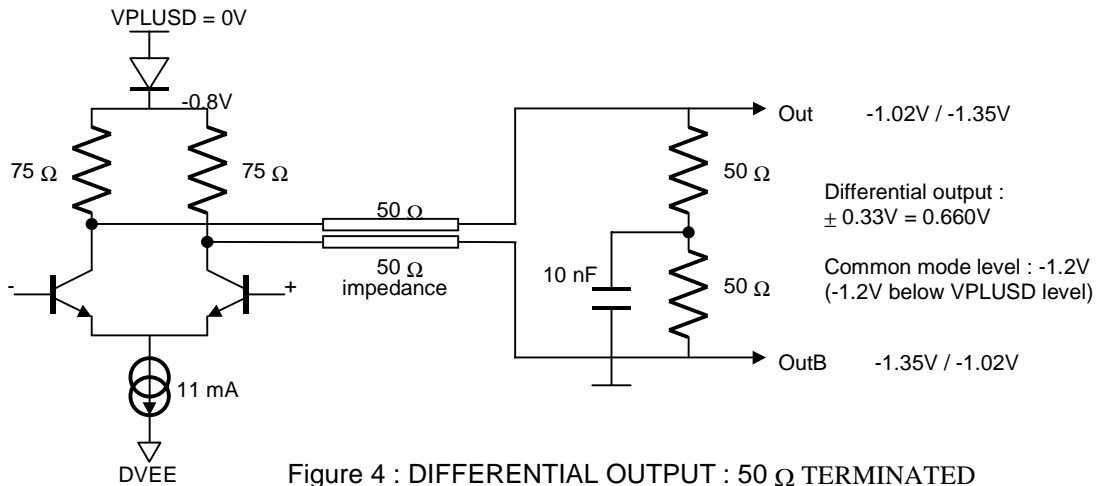 VPLUSD = 0V
-0.8V
75 Ω
75 Ω
50 Ω
50 Ω
impedance
-
+
11 mA
DVEE
10 nF
50 Ω
50 Ω
Out -1.02V / -1.35V
Differential output :
± 0.33V = 0.660V
Common mode level : -1.2V
(-1.2V below VPLUSD level)
OutB -1.35V / -1.02V
Figure 4 : DIFFERENTIAL OUTPUT : 50 Ω TERMINATED